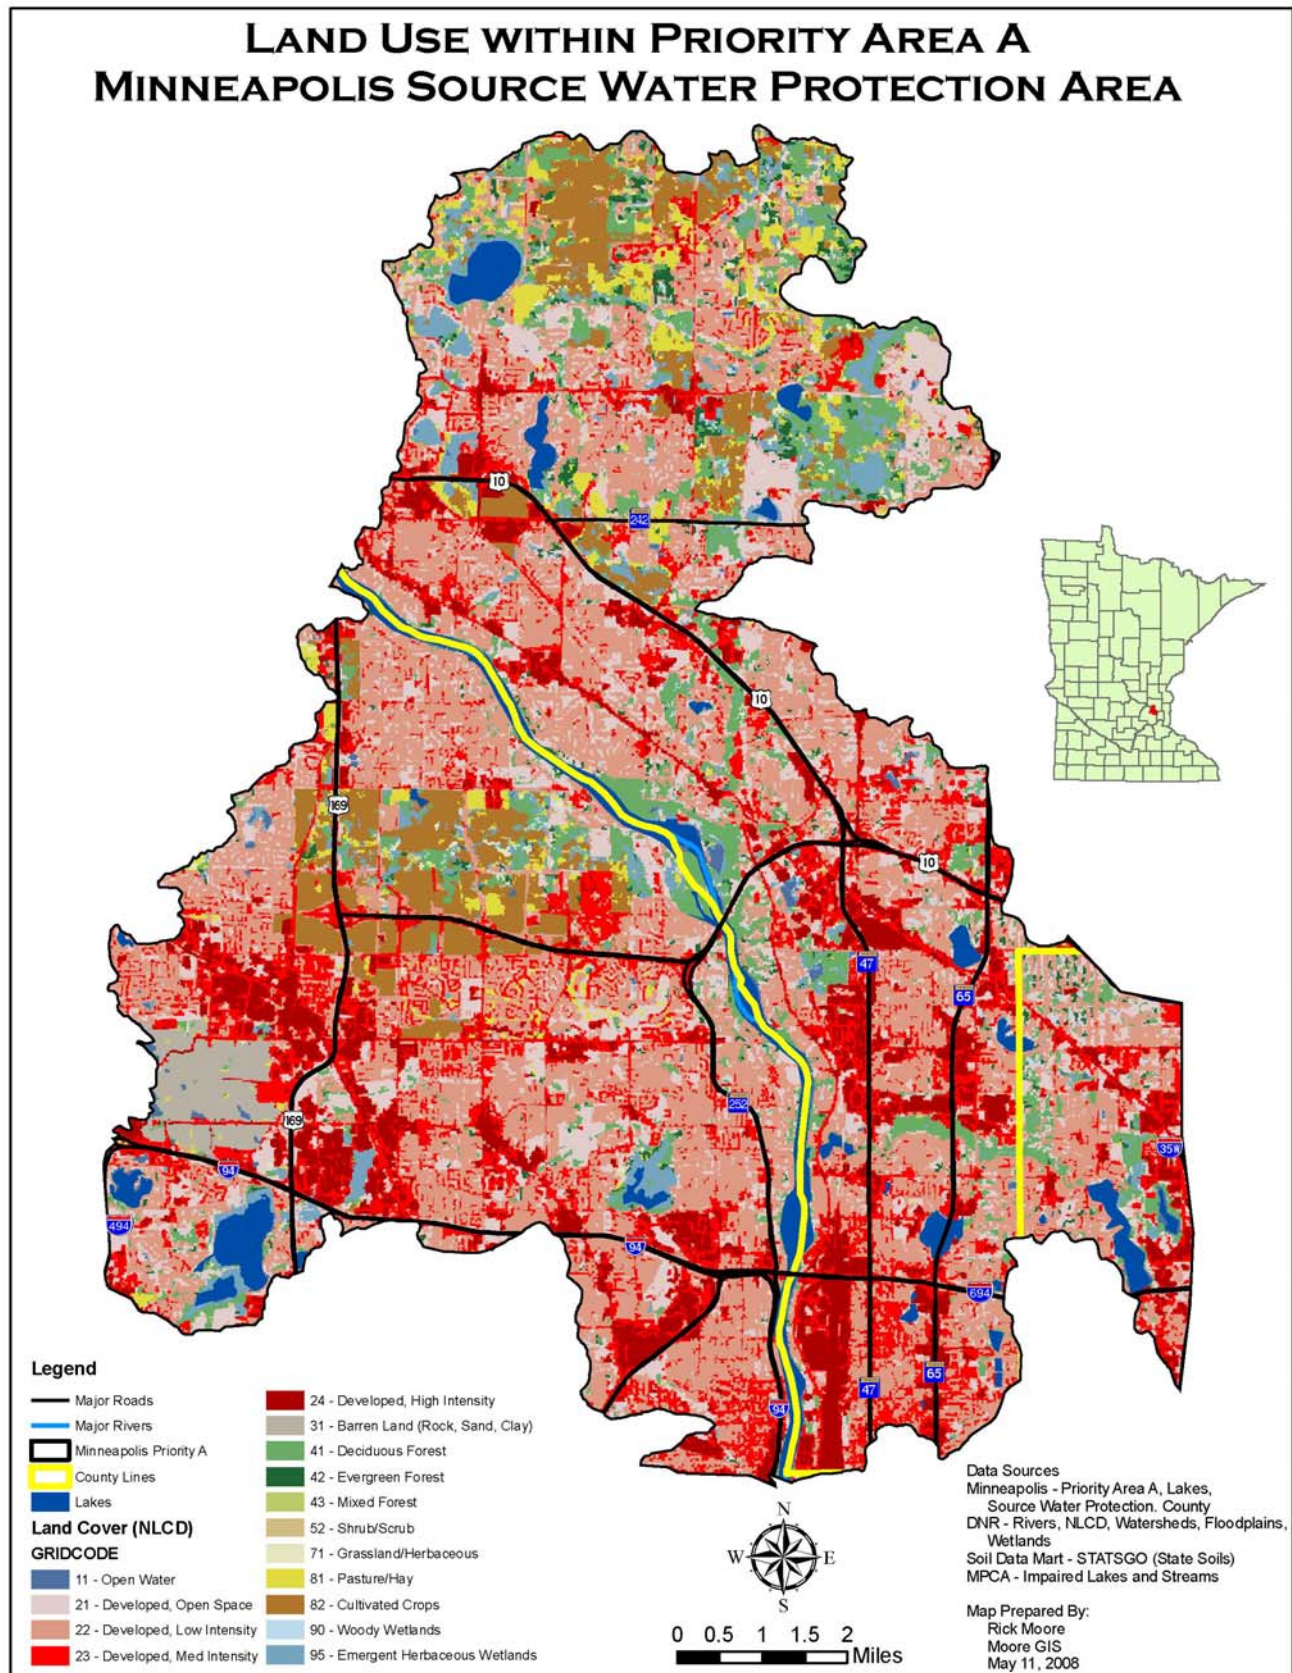 LAND USE WITHIN PRIORITY AREA A
MINNEAPOLIS SOURCE WATER PROTECTION AREA
10
242
10
169
10
47
65
252
169
35W
94
494
94
694
65
47
94
Legend
Major Roads
Major Rivers
Minneapolis Priority A
County Lines
Lakes
Land Cover (NLCD)
GRIDCODE
11 - Open Water
21 - Developed, Open Space
22 - Developed, Low Intensity
23 - Developed, Med Intensity
24 - Developed, High Intensity
31 - Barren Land (Rock, Sand, Clay)
41 - Deciduous Forest
42 - Evergreen Forest
43 - Mixed Forest
52 - Shrub/Scrub
71 - Grassland/Herbaceous
81 - Pasture/Hay
82 - Cultivated Crops
90 - Woody Wetlands
95 - Emergent Herbaceous Wetlands
N
W E
S
0 0.5 1 1.5 2
Miles
Data Sources
Minneapolis - Priority Area A, Lakes,
Source Water Protection. County
DNR - Rivers, NLCD, Watersheds, Floodplains,
Wetlands
Soil Data Mart - STATSGO (State Soils)
MPCA - Impaired Lakes and Streams
Map Prepared By:
Rick Moore
Moore GIS
May 11, 2008